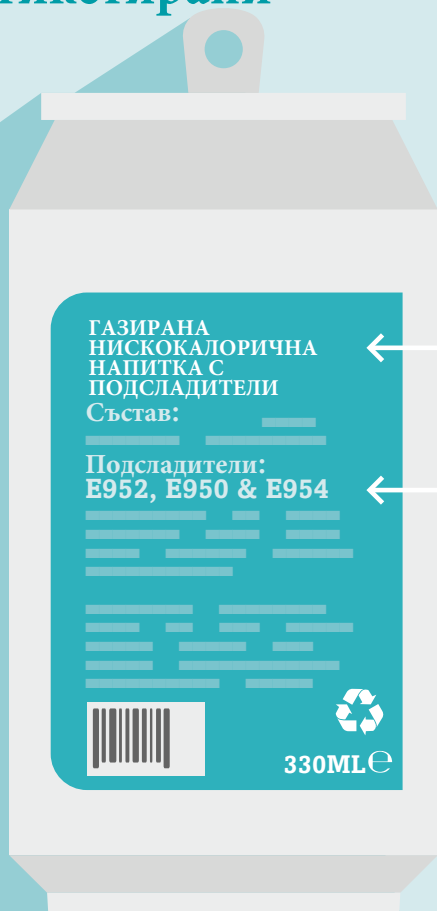 ГАЗИРАНА
НИСКОКАЛОРИЧНА
НАПИТКА С
ПОДСЛАДИТЕЛИ
Състав:
Подсладители:
E952, E950 & E954
330ML℮